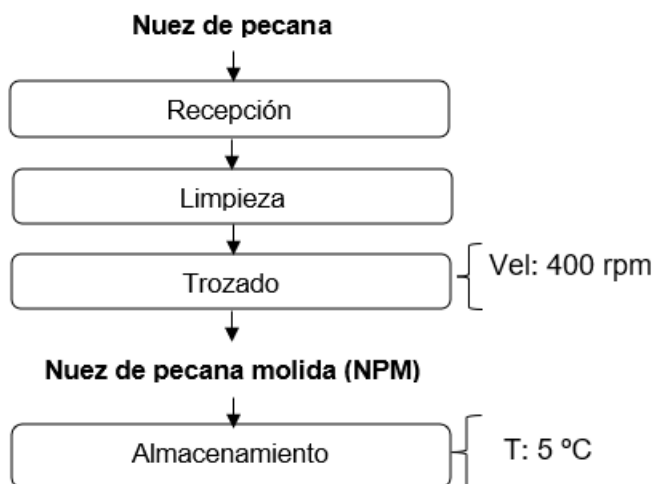 Nuez de pecana
Recepción
Limpieza
Trozado
Vel: 400 rpm
Nuez de pecana molida (NPM)
Almacenamiento
T: 5 ºC